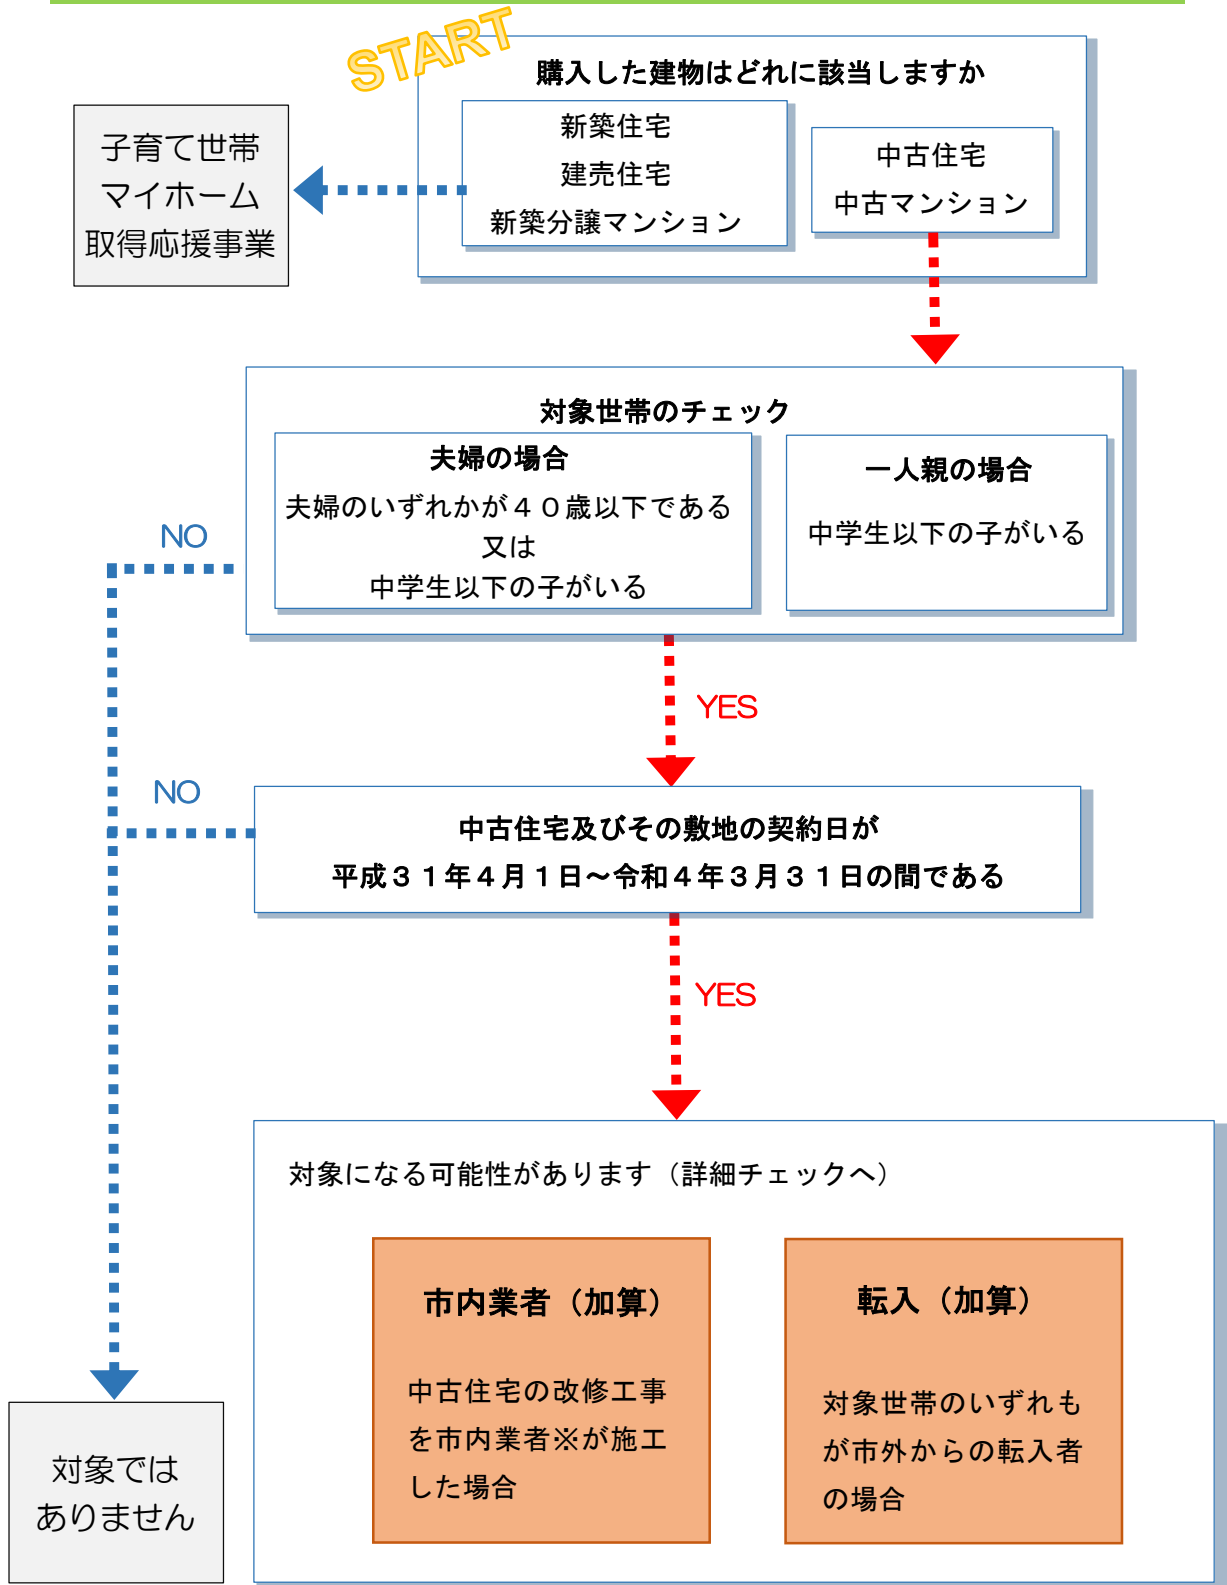 START
購入した建物はどれに該当しますか
新築住宅
建売住宅
新築分譲マンション
中古住宅
中古マンション
子育て世帯
マイホーム
取得応援事業
対象世帯のチェック
夫婦の場合
夫婦のいずれかが４０歳以下である
又は
中学生以下の子がいる
一人親の場合
中学生以下の子がいる
NO
YES
NO
中古住宅及びその敷地の契約日が
平成３１年４月１日～令和４年３月３１日の間である
YES
対象になる可能性があります（詳細チェックへ）
市内業者（加算）
中古住宅の改修工事
を市内業者※が施工
した場合
転入（加算）
対象世帯のいずれも
が市外からの転入者
の場合
対象では
ありません